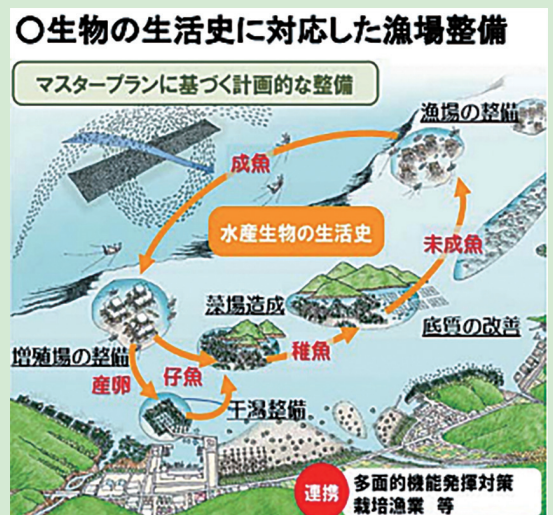 〇生物の生活史に対応した漁場整備
マスタープランに基づく計画的な整備
漁場の整備
成魚
水産生物の生活史
未成魚
藻場造成
底質の改善
稚魚
増殖場の整備
仔魚
産卵
干潟整備
連携
多面的機能発揮対策
栽培漁業 等